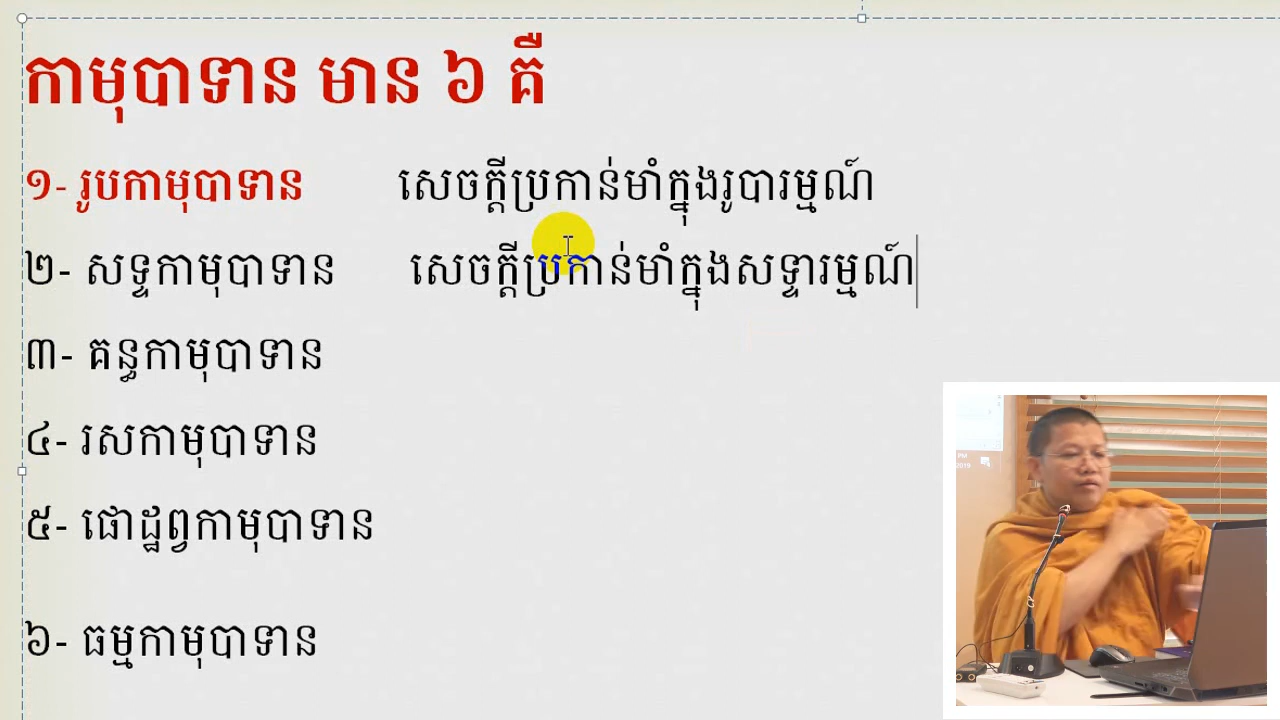 កាមុបាទាន មាន ៦ គឺ
១- រូបកាមុបាទាន សេចក្តីប្រកាន់មាំក្នុងរូបារម្មណ៍
២- សទ្ទកាមុបាទាន សេចក្តីប្រកាន់មាំក្នុងសទ្ទារម្មណ៍
៣- គន្ធកាមុបាទាន
៤- រសកាមុបាទាន
៥- ផោដ្ឋព្វកាមុបាទាន
៦- ធម្មកាមុបាទាន
PM
2019